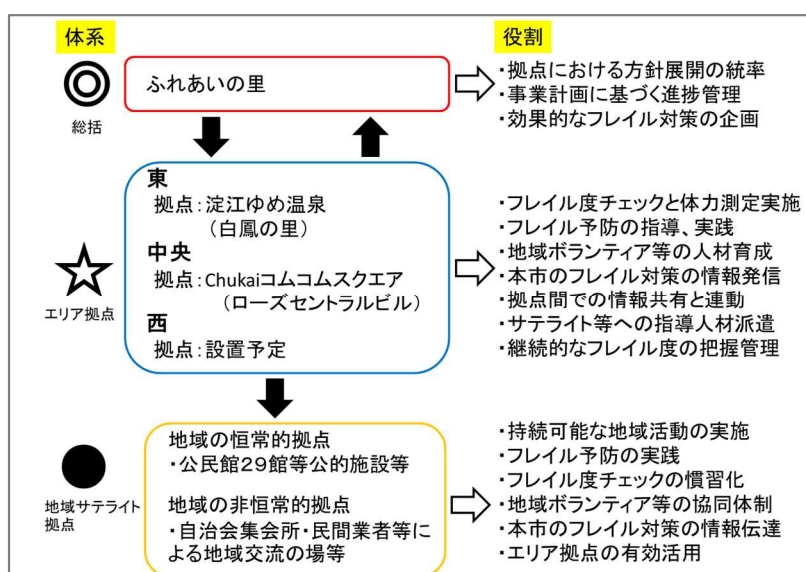 体系
役割
総括
ふれあいの里
・拠点における方針展開の統率
・事業計画に基づく進捗管理
・効果的なフレイル対策の企画
エリア拠点
東
拠点：淀江ゆめ温泉
（白鳳の里）
中央
拠点：Chukaiコムコムスクエア
（ローズセントラルビル）
西
拠点：設置予定
・フレイル度チェックと体力測定実施
・フレイル予防の指導、実践
・地域ボランティア等の人材育成
・本市のフレイル対策の情報発信
・拠点間での情報共有と連動
・サテライト等への指導人材派遣
・継続的なフレイル度の把握管理
地域サテライト
拠点
地域の恒常的拠点
・公民館２９館等公的施設等
地域の非恒常的拠点
・自治会集会所・民間業者等に
よる地域交流の場等
・持続可能な地域活動の実施
・フレイル予防の実践
・フレイル度チェックの慣習化
・地域ボランティア等の協同体制
・本市のフレイル対策の情報伝達
・エリア拠点の有効活用